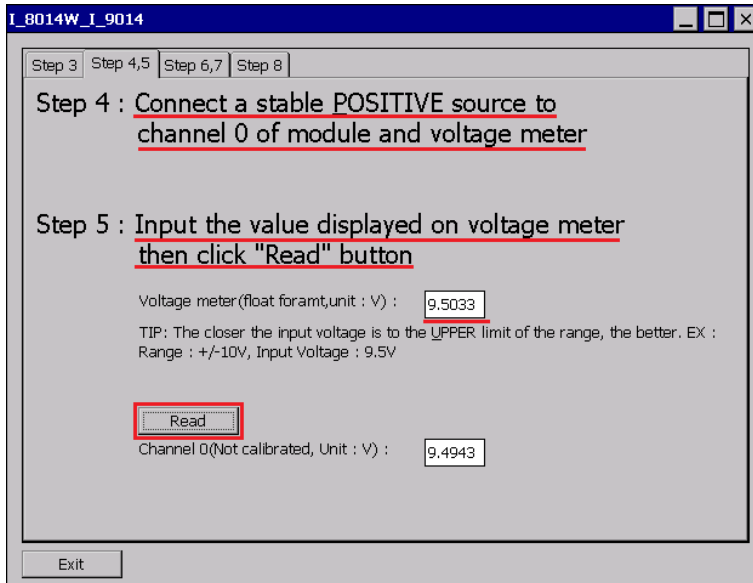 I_8014W_I_9014
Step 3 Step 4,5 Step 6,7 Step 8
Step 4 : Connect a stable POSITIVE source to
channel 0 of module and voltage meter
Step 5 : Input the value displayed on voltage meter
then click "Read" button
Voltage meter(float foramt,unit : V) : 9.5033
TIP: The closer the input voltage is to the UPPER limit of the range, the better. EX :
Range : +/-10V, Input Voltage : 9.5V
Read
Channel 0(Not calibrated, Unit : V) : 9.4943
Exit